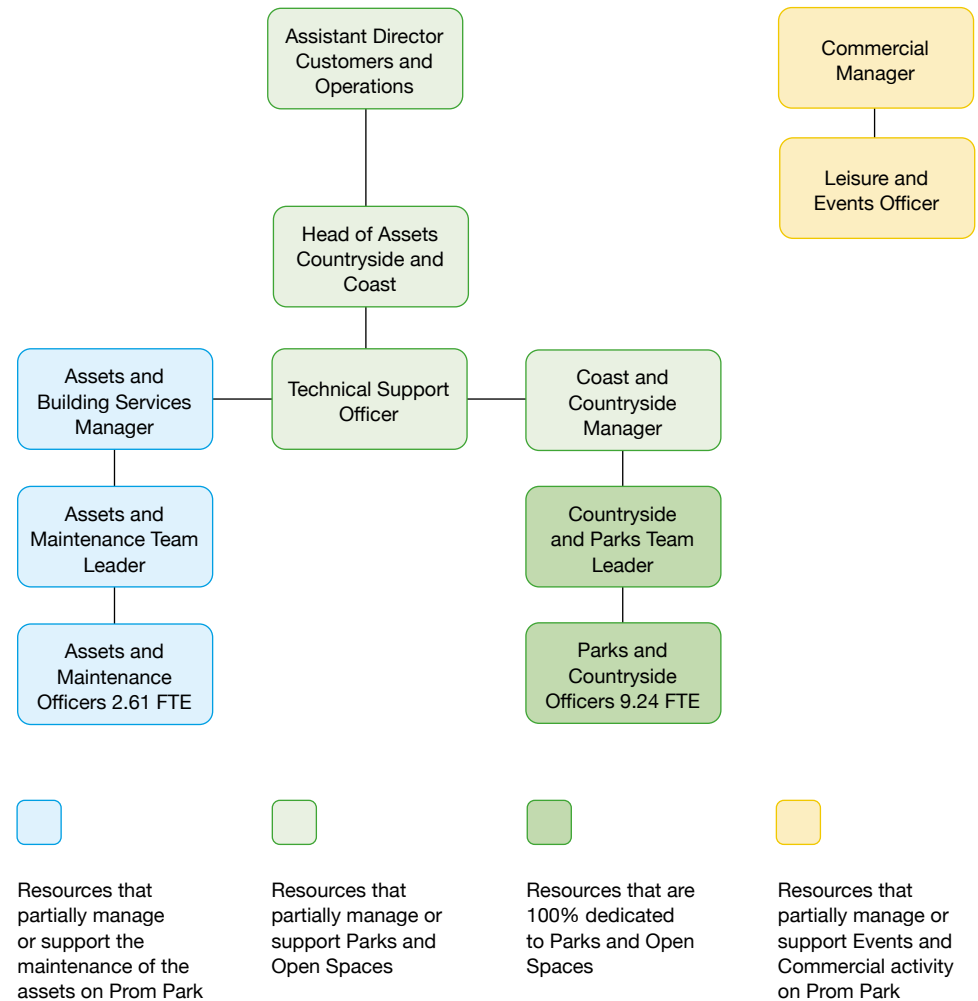 Assistant Director
Customers and
Operations
Commercial
Manager
Leisure and
Events Officer
Head of Assets
Countryside and
Coast
Assets and
Building Services
Manager
Technical Support
Officer
Coast and
Countryside
Manager
Assets and
Maintenance Team
Leader
Countryside
and Parks Team
Leader
Assets and
Maintenance
Officers 2.61 FTE
Parks and
Countryside
Officers 9.24 FTE
Resources that
partially manage
or support the
maintenance of the
assets on Prom Park
Resources that
partially manage or
support Parks and
Open Spaces
Resources that are
100% dedicated
to Parks and Open
Spaces
Resources that
partially manage or
support Events and
Commercial activity
on Prom Park